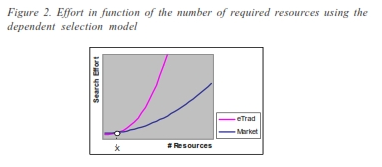 Figure 2. Effort in function of the number of required resources using the
dependent selection model
Search Effort
eTrad
Market
ẋ
# Resources